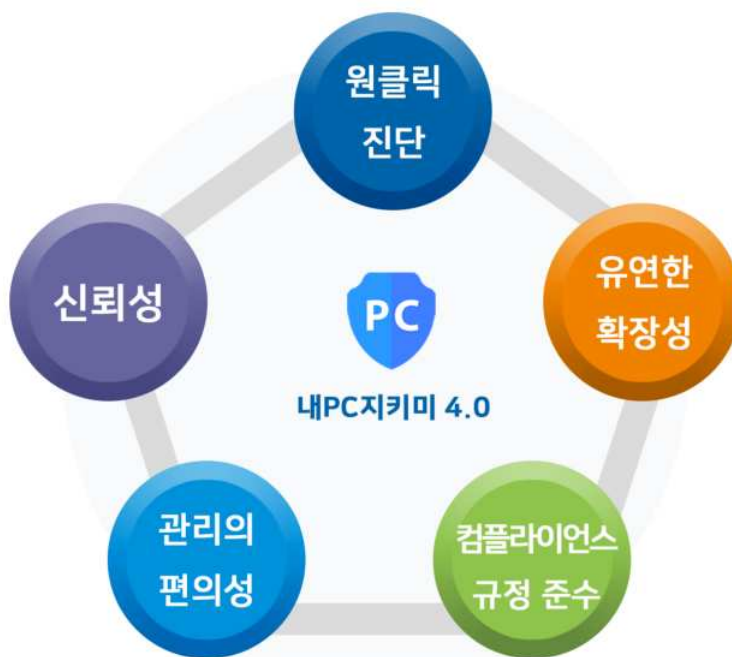 원클릭
진단
유연한
확장성
신뢰성
PC
내PC지키미 4.0
관리의
편의성
컴플라이언스
규정 준수